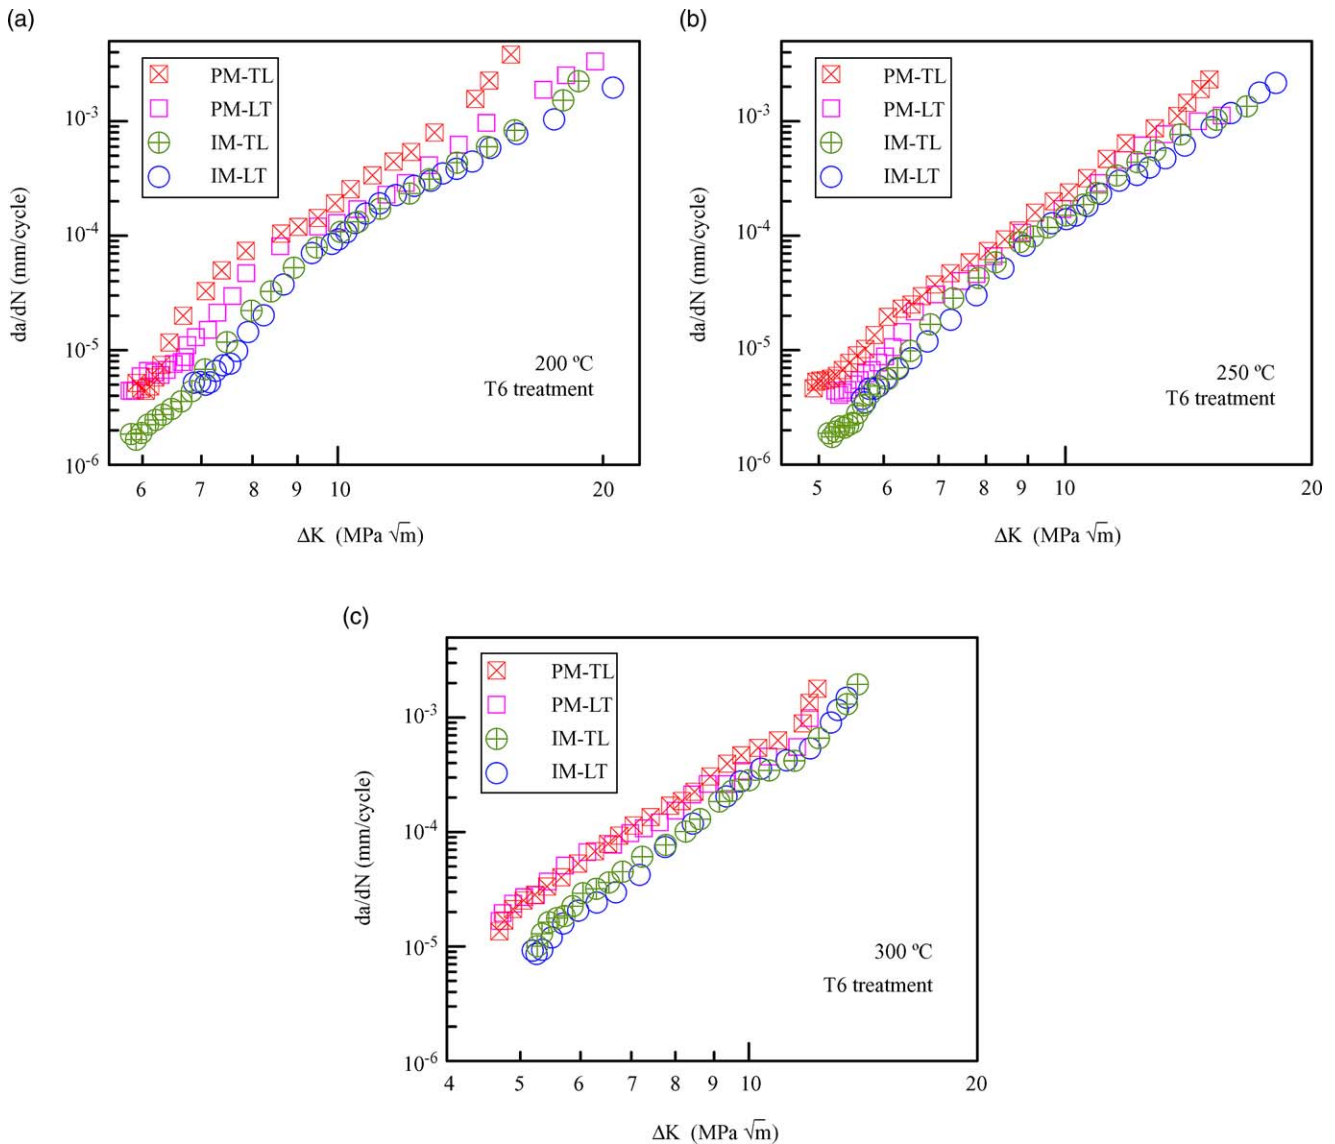 (a)
PM-TL
PM-LT
IM-TL
IM-LT
10⁻³
10⁻⁴
10⁻⁵
10⁻⁶
da/dN (mm/cycle)
200 ºC
T6 treatment
6 7 8 9 10 20
ΔK (MPa √m)
(b)
PM-TL
PM-LT
IM-TL
IM-LT
10⁻³
10⁻⁴
10⁻⁵
10⁻⁶
da/dN (mm/cycle)
250 ºC
T6 treatment
5 6 7 8 9 10 20
ΔK (MPa √m)
(c)
PM-TL
PM-LT
IM-TL
IM-LT
10⁻³
10⁻⁴
10⁻⁵
10⁻⁶
da/dN (mm/cycle)
300 ºC
T6 treatment
4 5 6 7 8 9 10 20
ΔK (MPa √m)